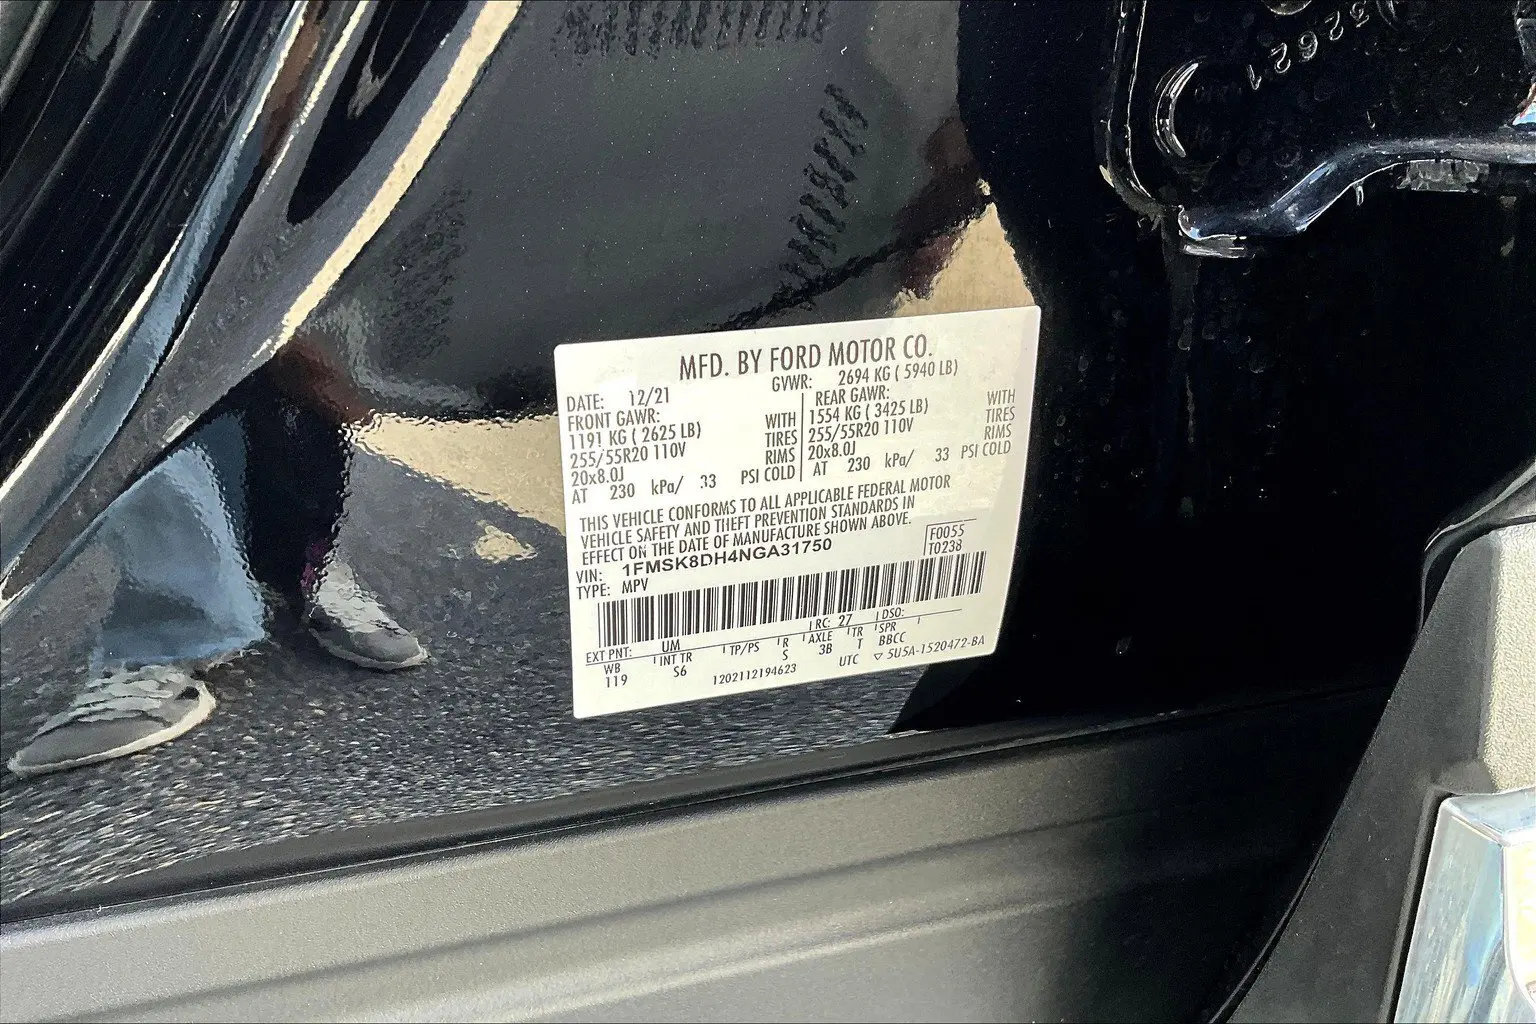 32621
MFD. BY FORD MOTOR CO.
DATE: 12/21 GVWR: 2694 KG ( 5940 LB)
FRONT GAWR: REAR GAWR:
1191 KG ( 2625 LB) WITH 1554 KG ( 3425 LB) WITH
255/55R20 110V TIRES 255/55R20 110V TIRES
20x8.0J RIMS 20x8.0J RIMS
AT 230 kPa/ 33 PSI COLD AT 230 kPa/ 33 PSI COLD
THIS VEHICLE CONFORMS TO ALL APPLICABLE FEDERAL MOTOR
VEHICLE SAFETY AND THEFT PREVENTION STANDARDS IN
EFFECT ON THE DATE OF MANUFACTURE SHOWN ABOVE.
VIN: 1FMSK8DH4NGA31750 F0055
TYPE: MPV T0238
EXT PNT: UM RC: 27 DSO:
WB INT TR TP/PS R AXLE TR SPR
119 S6 S 3B T BBCC
1202112194623 UTC ▽ 5U5A-1520472-BA